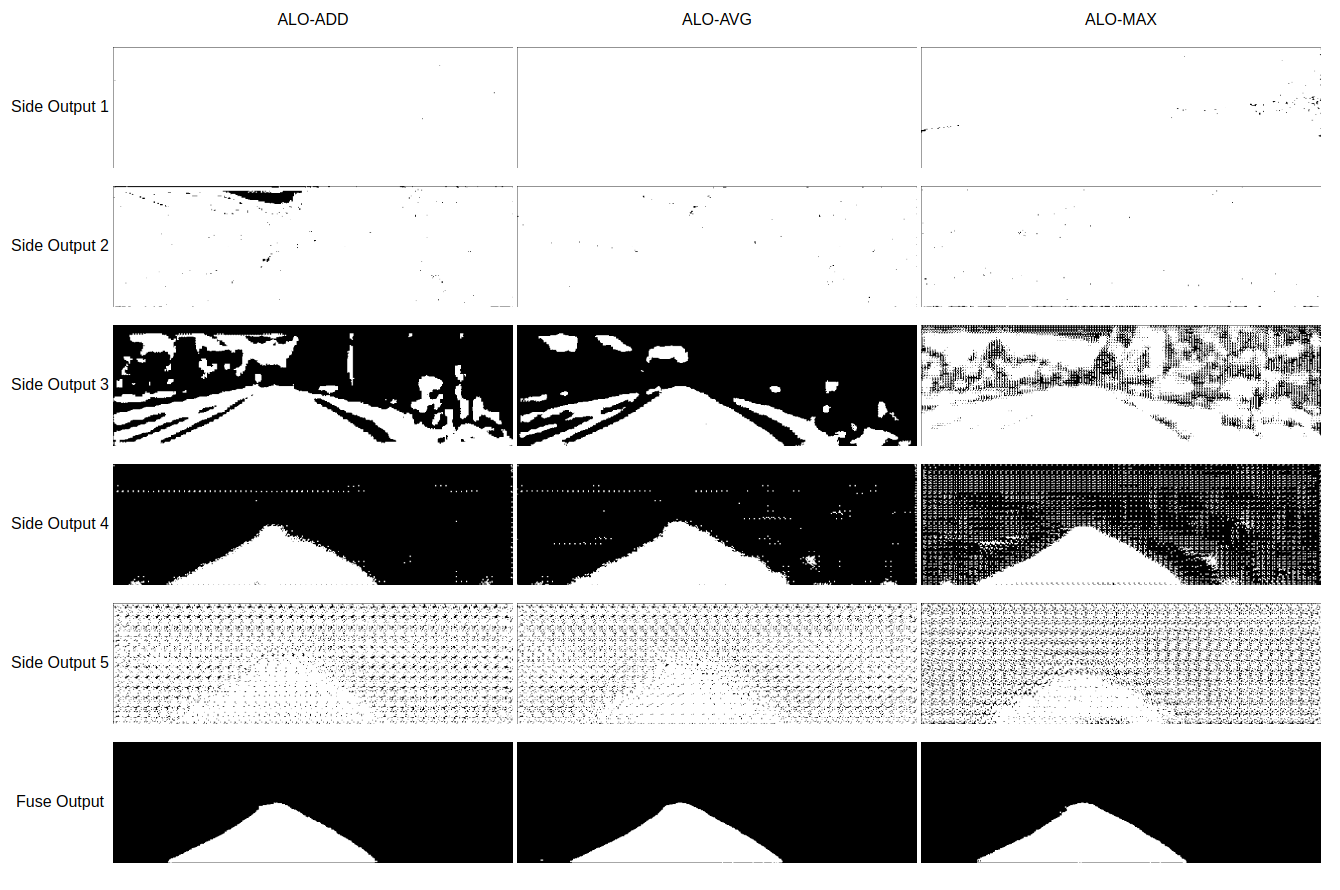 ALO-ADD ALO-AVG ALO-MAX
Side Output 1
Side Output 2
Side Output 3
Side Output 4
Side Output 5
Fuse Output